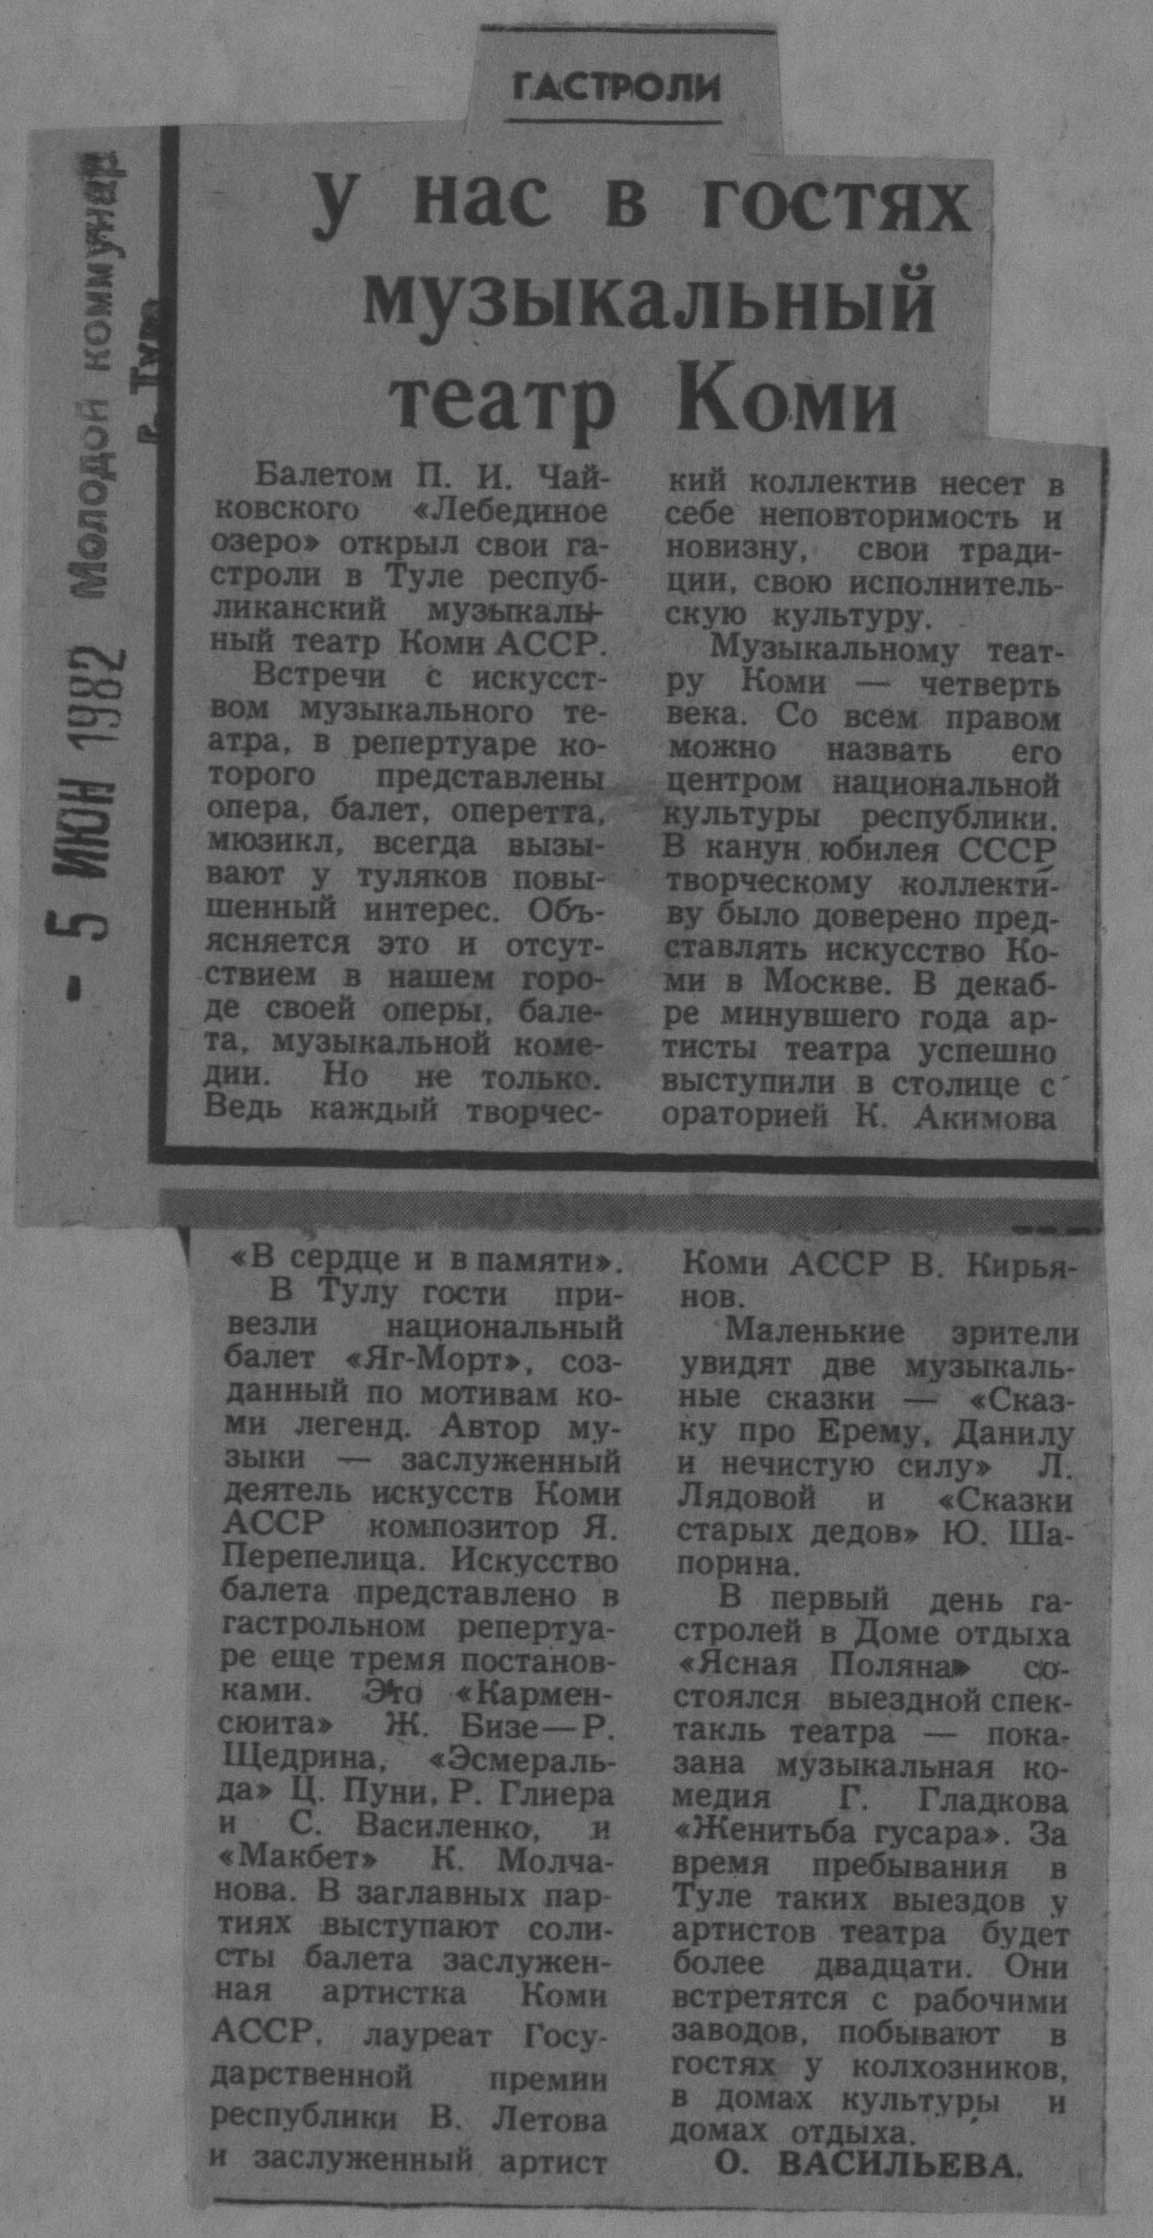 ГАСТРОЛИ
у нас в гостях
музыкальный
театр Коми
Молодой коммунар
г. Тула
- 5 ИЮН 1982
Балетом П. И. Чай-
ковского «Лебединое
озеро» открыл свои га-
строли в Туле респуб-
ликанский музыкаль-
ный театр Коми АССР.
Встречи с искусст-
вом музыкального те-
атра, в репертуаре ко-
торого представлены
опера, балет, оперетта,
мюзикл, всегда вызы-
вают у туляков повы-
шенный интерес. Объ-
ясняется это и отсут-
ствием в нашем горо-
де своей оперы, бале-
та, музыкальной коме-
дии. Но не только.
Ведь каждый творчес-
кий коллектив несет в
себе неповторимость и
новизну, свои тради-
ции, свою исполнитель-
скую культуру.
Музыкальному теат-
ру Коми — четверть
века. Со всем правом
можно назвать его
центром национальной
культуры республики.
В канун юбилея СССР
творческому коллекти-
ву было доверено пред-
ставлять искусство Ко-
ми в Москве. В декаб-
ре минувшего года ар-
тисты театра успешно
выступили в столице с
ораторией К. Акимова
«В сердце и в памяти».
В Тулу гости при-
везли национальный
балет «Яг-Морт», соз-
данный по мотивам ко-
ми легенд. Автор му-
зыки — заслуженный
деятель искусств Коми
АССР композитор Я.
Перепелица. Искусство
балета представлено в
гастрольном репертуа-
ре еще тремя постанов-
ками. Это «Кармен-
сюита» Ж. Бизе—Р.
Щедрина, «Эсмераль-
да» Ц. Пуни, Р. Глиера
и С. Василенко, и
«Макбет» К. Молча-
нова. В заглавных пар-
тиях выступают соли-
сты балета заслужен-
ная артистка Коми
АССР, лауреат Госу-
дарственной премии
республики В. Летова
и заслуженный артист
Коми АССР В. Кирья-
нов.
Маленькие зрители
увидят две музыкаль-
ные сказки — «Сказ-
ку про Ерему, Данилу
и нечистую силу» Л.
Лядовой и «Сказки
старых дедов» Ю. Ша-
порина.
В первый день га-
стролей в Доме отдыха
«Ясная Поляна» со-
стоялся выездной спек-
такль театра — пока-
зана музыкальная ко-
медия Г. Гладкова
«Женитьба гусара». За
время пребывания в
Туле таких выездов у
артистов театра будет
более двадцати. Они
встретятся с рабочими
заводов, побывают в
гостях у колхозников,
в домах культуры и
домах отдыха.
О. ВАСИЛЬЕВА.